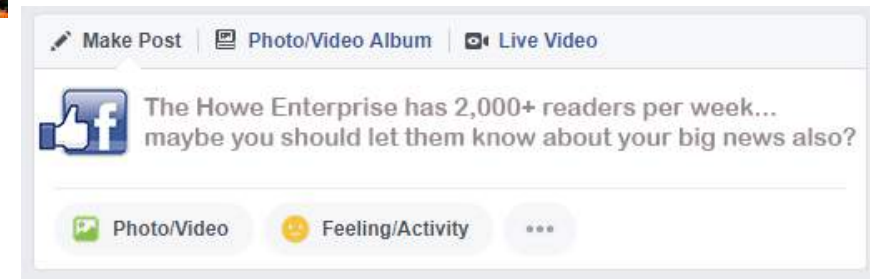 Make Post Photo/Video Album Live Video
The Howe Enterprise has 2,000+ readers per week...
maybe you should let them know about your big news also?
Photo/Video Feeling/Activity